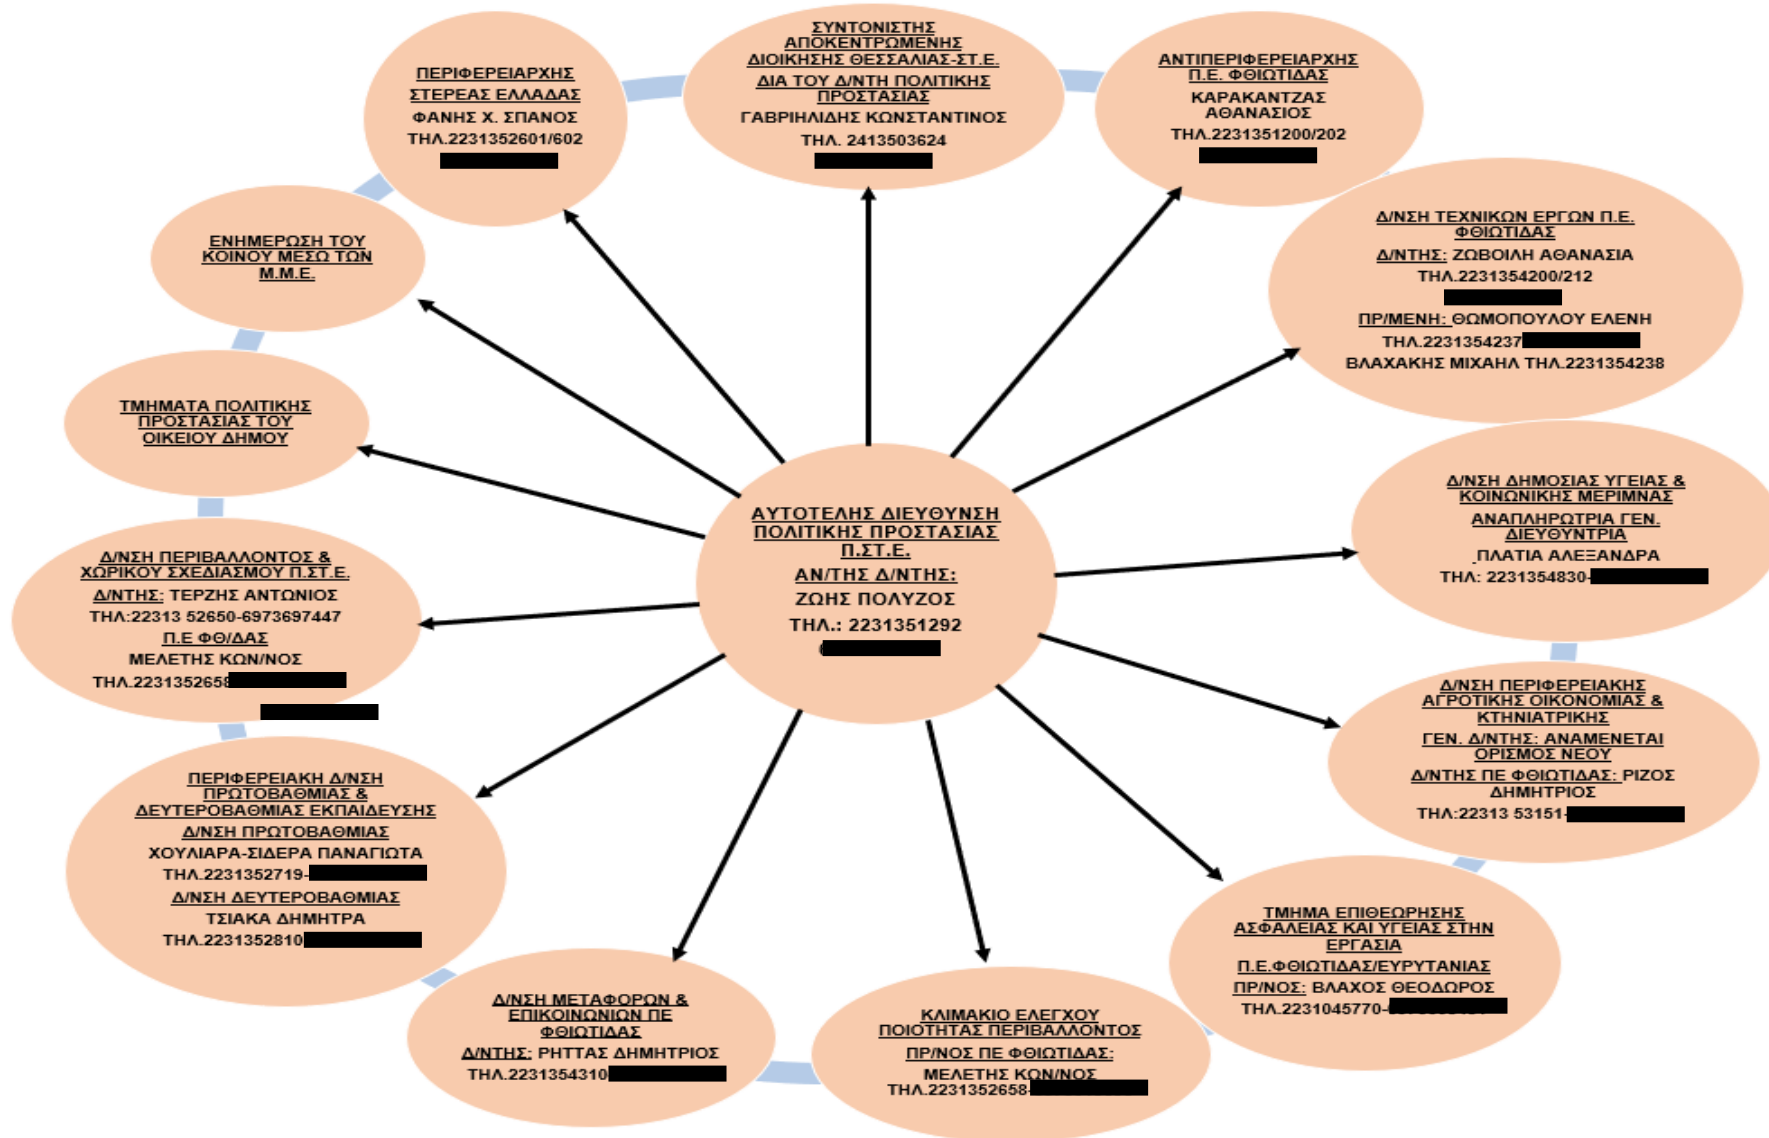 ΣΥΝΤΟΝΙΣΤΗΣ
ΑΠΟΚΕΝΤΡΩΜΕΝΗΣ
ΔΙΟΙΚΗΣΗΣ ΘΕΣΣΑΛΙΑΣ-ΣΤ.Ε.
ΔΙΑ ΤΟΥ Δ/ΝΤΗ ΠΟΛΙΤΙΚΗΣ
ΠΡΟΣΤΑΣΙΑΣ
ΓΑΒΡΙΗΛΙΔΗΣ ΚΩΝΣΤΑΝΤΙΝΟΣ
ΤΗΛ. 2413503624
ΑΝΤΙΠΕΡΙΦΕΡΕΙΑΡΧΗΣ
Π.Ε. ΦΘΙΩΤΙΔΑΣ
ΚΑΡΑΚΑΝΤΖΑΣ
ΑΘΑΝΑΣΙΟΣ
ΤΗΛ.2231351200/202
Δ/ΝΣΗ ΤΕΧΝΙΚΩΝ ΕΡΓΩΝ Π.Ε.
ΦΘΙΩΤΙΔΑΣ
Δ/ΝΤΗΣ: ΖΩΒΟΙΛΗ ΑΘΑΝΑΣΙΑ
ΤΗΛ.2231354200/212
ΠΡ/ΜΕΝΗ: ΘΩΜΟΠΟΥΛΟΥ ΕΛΕΝΗ
ΤΗΛ.2231354237
ΒΛΑΧΑΚΗΣ ΜΙΧΑΗΛ ΤΗΛ.2231354238
Δ/ΝΣΗ ΔΗΜΟΣΙΑΣ ΥΓΕΙΑΣ &
ΚΟΙΝΩΝΙΚΗΣ ΜΕΡΙΜΝΑΣ
ΑΝΑΠΛΗΡΩΤΡΙΑ ΓΕΝ.
ΔΙΕΥΘΥΝΤΡΙΑ
ΠΛΑΤΙΑ ΑΛΕΞΑΝΔΡΑ
ΤΗΛ: 2231354830-
Δ/ΝΣΗ ΠΕΡΙΦΕΡΕΙΑΚΗΣ
ΑΓΡΟΤΙΚΗΣ ΟΙΚΟΝΟΜΙΑΣ &
ΚΤΗΝΙΑΤΡΙΚΗΣ
ΓΕΝ. Δ/ΝΤΗΣ: ΑΝΑΜΕΝΕΤΑΙ
ΟΡΙΣΜΟΣ ΝΕΟΥ
Δ/ΝΤΗΣ ΠΕ ΦΘΙΩΤΙΔΑΣ: ΡΙΖΟΣ
ΔΗΜΗΤΡΙΟΣ
ΤΗΛ:22313 53151-
ΤΜΗΜΑ ΕΠΙΘΕΩΡΗΣΗΣ
ΑΣΦΑΛΕΙΑΣ ΚΑΙ ΥΓΕΙΑΣ ΣΤΗΝ
ΕΡΓΑΣΙΑ
Π.Ε.ΦΘΙΩΤΙΔΑΣ/ΕΥΡΥΤΑΝΙΑΣ
ΠΡ/ΝΟΣ: ΒΛΑΧΟΣ ΘΕΟΔΩΡΟΣ
ΤΗΛ.2231045770-
ΚΛΙΜΑΚΙΟ ΕΛΕΓΧΟΥ
ΠΟΙΟΤΗΤΑΣ ΠΕΡΙΒΑΛΛΟΝΤΟΣ
ΠΡ/ΝΟΣ ΠΕ ΦΘΙΩΤΙΔΑΣ:
ΜΕΛΕΤΗΣ ΚΩΝ/ΝΟΣ
ΤΗΛ.2231352658-
Δ/ΝΣΗ ΜΕΤΑΦΟΡΩΝ &
ΕΠΙΚΟΙΝΩΝΙΩΝ ΠΕ
ΦΘΙΩΤΙΔΑΣ
Δ/ΝΤΗΣ: ΡΗΤΤΑΣ ΔΗΜΗΤΡΙΟΣ
ΤΗΛ.2231354310
ΠΕΡΙΦΕΡΕΙΑΚΗ Δ/ΝΣΗ
ΠΡΩΤΟΒΑΘΜΙΑΣ &
ΔΕΥΤΕΡΟΒΑΘΜΙΑΣ ΕΚΠΑΙΔΕΥΣΗΣ
Δ/ΝΣΗ ΠΡΩΤΟΒΑΘΜΙΑΣ
ΧΟΥΛΙΑΡΑ-ΣΙΔΕΡΑ ΠΑΝΑΓΙΩΤΑ
ΤΗΛ.2231352719-
Δ/ΝΣΗ ΔΕΥΤΕΡΟΒΑΘΜΙΑΣ
ΤΣΙΑΚΑ ΔΗΜΗΤΡΑ
ΤΗΛ.2231352810
Δ/ΝΣΗ ΠΕΡΙΒΑΛΛΟΝΤΟΣ &
ΧΩΡΙΚΟΥ ΣΧΕΔΙΑΣΜΟΥ Π.ΣΤ.Ε.
Δ/ΝΤΗΣ: ΤΕΡΖΗΣ ΑΝΤΩΝΙΟΣ
ΤΗΛ:22313 52650-6973697447
Π.Ε ΦΘ/ΔΑΣ
ΜΕΛΕΤΗΣ ΚΩΝ/ΝΟΣ
ΤΗΛ.2231352658
ΤΜΗΜΑΤΑ ΠΟΛΙΤΙΚΗΣ
ΠΡΟΣΤΑΣΙΑΣ ΤΟΥ
ΟΙΚΕΙΟΥ ΔΗΜΟΥ
ΕΝΗΜΕΡΩΣΗ ΤΟΥ
ΚΟΙΝΟΥ ΜΕΣΩ ΤΩΝ
Μ.Μ.Ε.
ΠΕΡΙΦΕΡΕΙΑΡΧΗΣ
ΣΤΕΡΕΑΣ ΕΛΛΑΔΑΣ
ΦΑΝΗΣ Χ. ΣΠΑΝΟΣ
ΤΗΛ.2231352601/602
ΑΥΤΟΤΕΛΗΣ ΔΙΕΥΘΥΝΣΗ
ΠΟΛΙΤΙΚΗΣ ΠΡΟΣΤΑΣΙΑΣ
Π.ΣΤ.Ε.
ΑΝ/ΤΗΣ Δ/ΝΤΗΣ:
ΖΩΗΣ ΠΟΛΥΖΟΣ
ΤΗΛ.: 2231351292